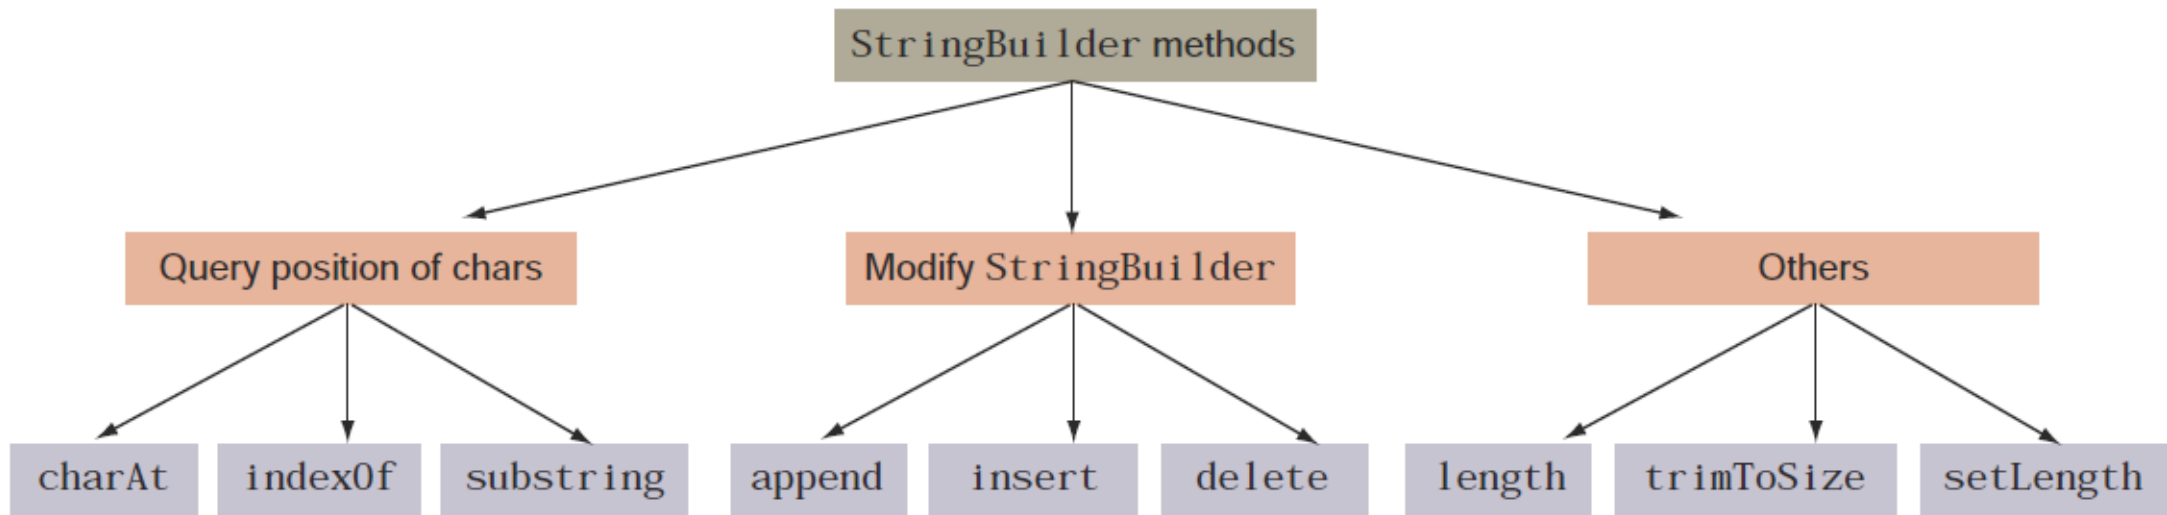 StringBuilder methods
Query position of chars
Modify StringBuilder
Others
charAt
indexOf
substring
append
insert
delete
length
trimToSize
setLength